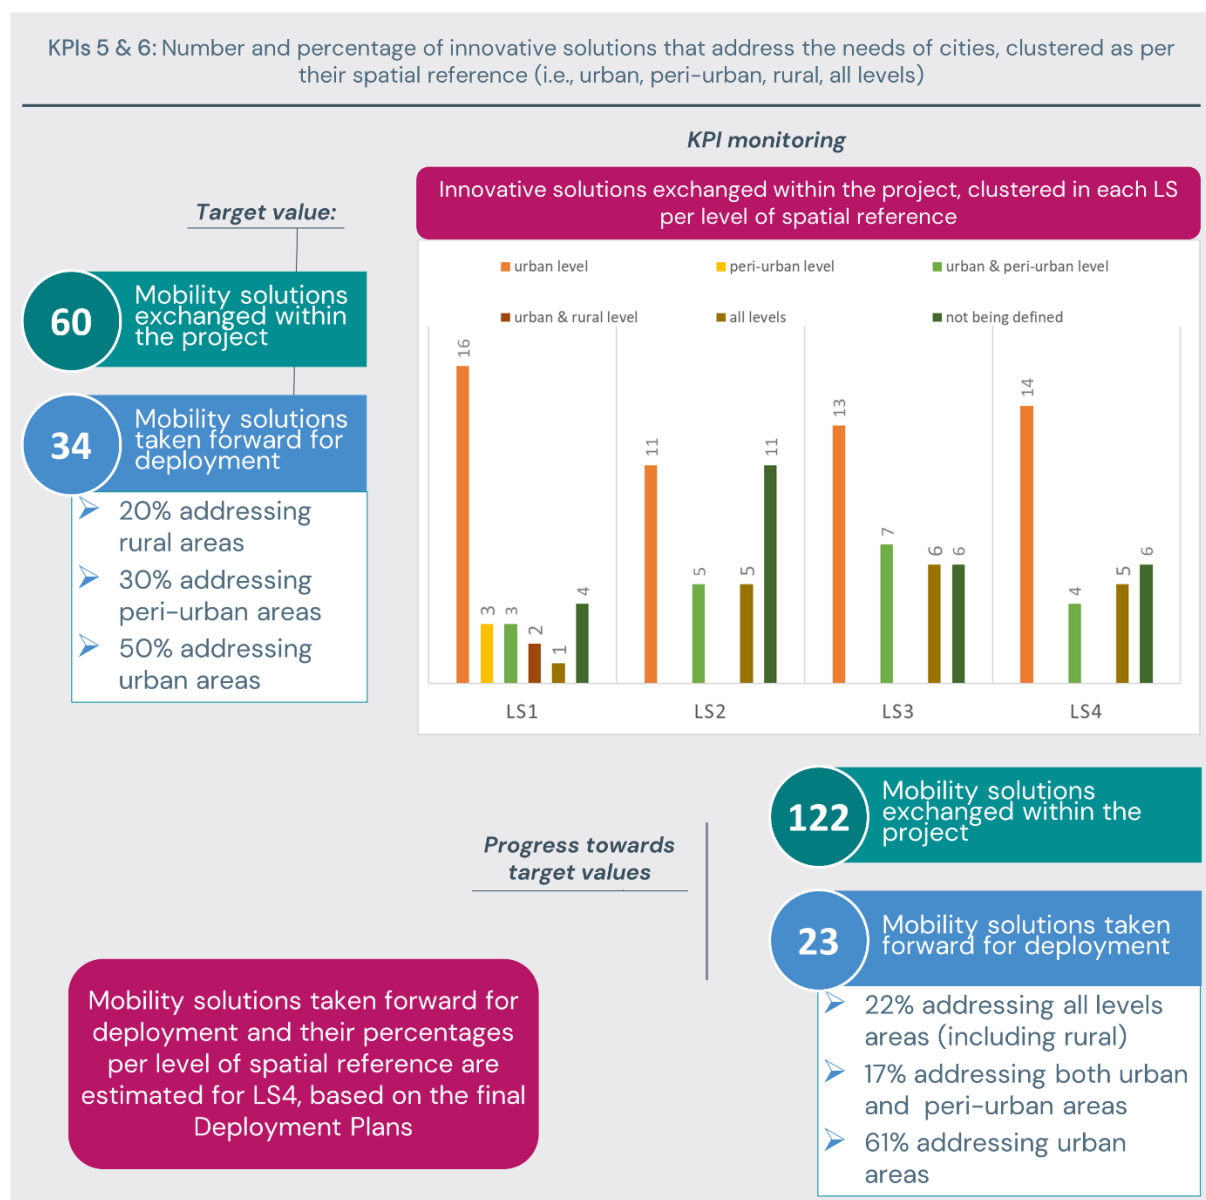 KPIs 5 & 6: Number and percentage of innovative solutions that address the needs of cities, clustered as per
their spatial reference (i.e., urban, peri-urban, rural, all levels)
KPI monitoring
Target value:
60
Mobility solutions
exchanged within
the project
34
Mobility solutions
taken forward for
deployment
➢ 20% addressing
rural areas
➢ 30% addressing
peri-urban areas
➢ 50% addressing
urban areas
Innovative solutions exchanged within the project, clustered in each LS
per level of spatial reference
urban level
peri-urban level
urban & peri-urban level
urban & rural level
all levels
not being defined
16
3
3
2
1
4
11
5
5
11
13
7
6
6
14
4
5
6
LS1
LS2
LS3
LS4
Progress towards
target values
122
Mobility solutions
exchanged within the
project
23
Mobility solutions taken
forward for deployment
➢ 22% addressing all levels
areas (including rural)
➢ 17% addressing both urban
and peri-urban areas
➢ 61% addressing urban
areas
Mobility solutions taken forward for
deployment and their percentages
per level of spatial reference are
estimated for LS4, based on the final
Deployment Plans